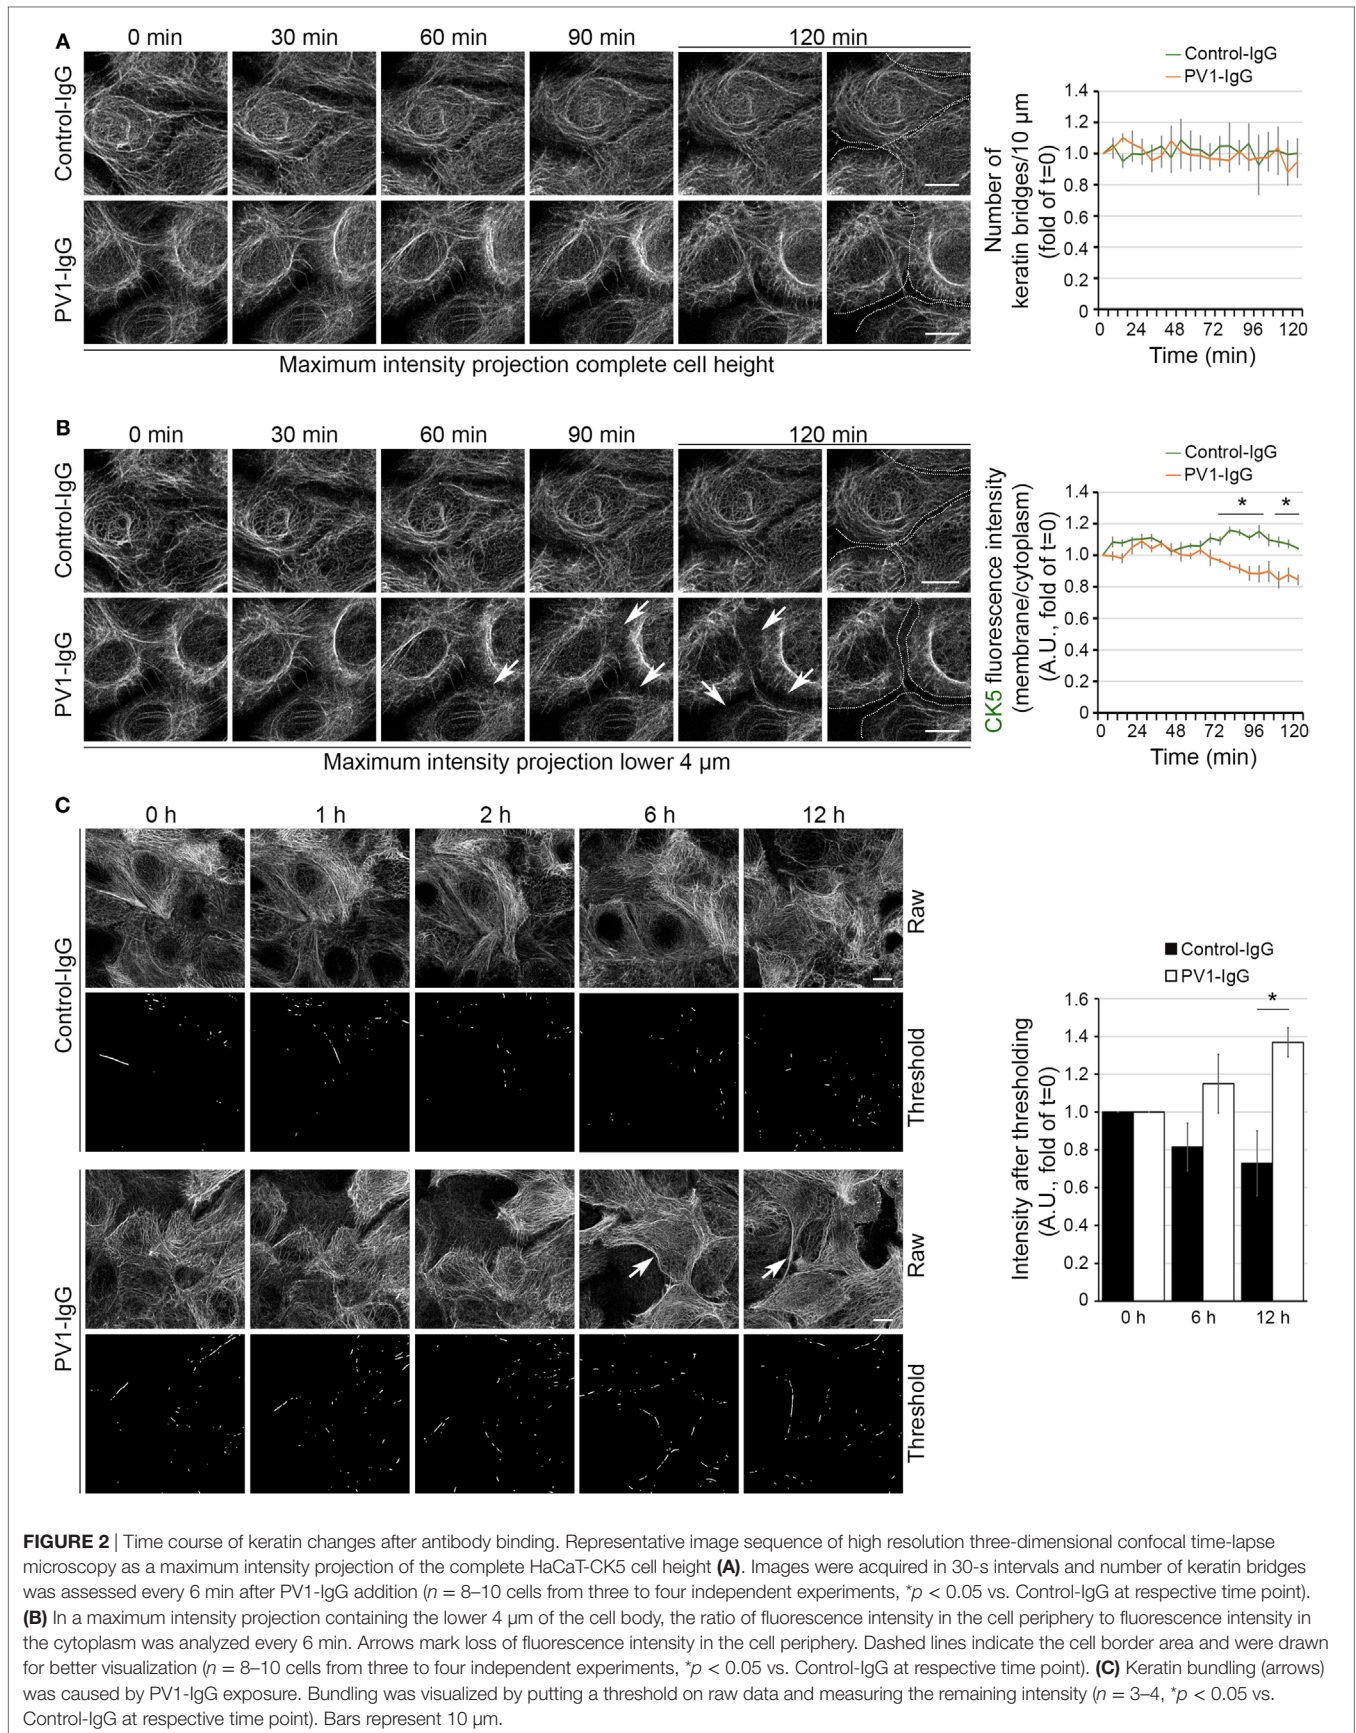 A
0 min
30 min
60 min
90 min
120 min
Control-IgG
PV1-IgG
Maximum intensity projection complete cell height
Control-IgG
PV1-IgG
Number of
keratin bridges/10 µm
(fold of t=0)
1.4
1.2
1.0
0.8
0.6
0.4
0.2
0
0 24 48 72 96 120
Time (min)
B
0 min
30 min
60 min
90 min
120 min
Control-IgG
PV1-IgG
Maximum intensity projection lower 4 µm
Control-IgG
PV1-IgG
CK5 fluorescence intensity
(membrane/cytoplasm)
(A.U., fold of t=0)
1.4
1.2
1.0
0.8
0.6
0.4
0.2
0
* *
0 24 48 72 96 120
Time (min)
C
0 h
1 h
2 h
6 h
12 h
Control-IgG
Raw
Threshold
PV1-IgG
Raw
Threshold
Control-IgG
PV1-IgG
Intensity after thresholding
(A.U., fold of t=0)
1.6
1.4
1.2
1.0
0.8
0.6
0.4
0.2
0
*
0 h 6 h 12 h
FIGURE 2 | Time course of keratin changes after antibody binding. Representative image sequence of high resolution three-dimensional confocal time-lapse
microscopy as a maximum intensity projection of the complete HaCaT-CK5 cell height (A). Images were acquired in 30-s intervals and number of keratin bridges
was assessed every 6 min after PV1-IgG addition (n = 8–10 cells from three to four independent experiments, *p < 0.05 vs. Control-IgG at respective time point).
(B) In a maximum intensity projection containing the lower 4 µm of the cell body, the ratio of fluorescence intensity in the cell periphery to fluorescence intensity in
the cytoplasm was analyzed every 6 min. Arrows mark loss of fluorescence intensity in the cell periphery. Dashed lines indicate the cell border area and were drawn
for better visualization (n = 8–10 cells from three to four independent experiments, *p < 0.05 vs. Control-IgG at respective time point). (C) Keratin bundling (arrows)
was caused by PV1-IgG exposure. Bundling was visualized by putting a threshold on raw data and measuring the remaining intensity (n = 3–4, *p < 0.05 vs.
Control-IgG at respective time point). Bars represent 10 µm.